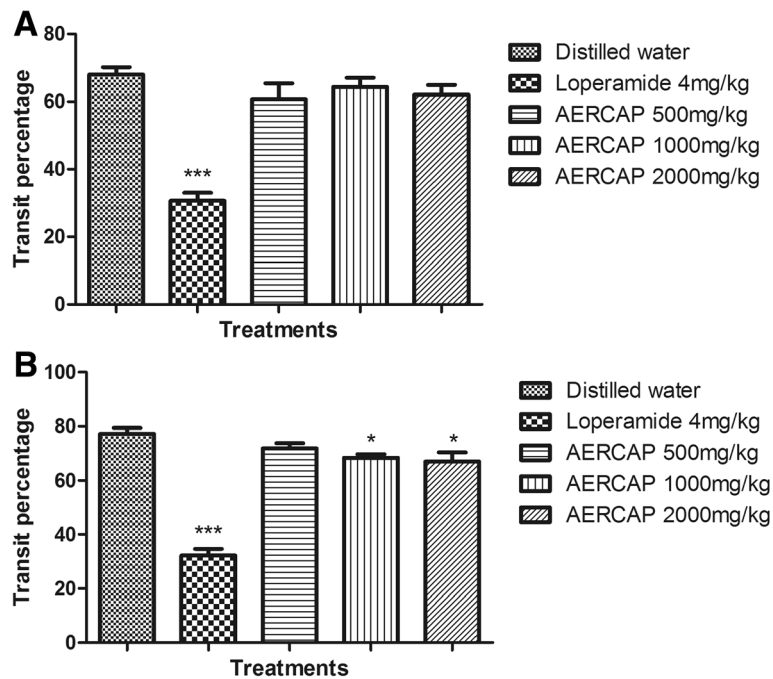 A
Transit percentage
80
60
40
20
0
***
Treatments
Distilled water
Loperamide 4mg/kg
AERCAP 500mg/kg
AERCAP 1000mg/kg
AERCAP 2000mg/kg
B
Transit percentage
100
80
60
40
20
0
***
*
*
Treatments
Distilled water
Loperamide 4mg/kg
AERCAP 500mg/kg
AERCAP 1000mg/kg
AERCAP 2000mg/kg